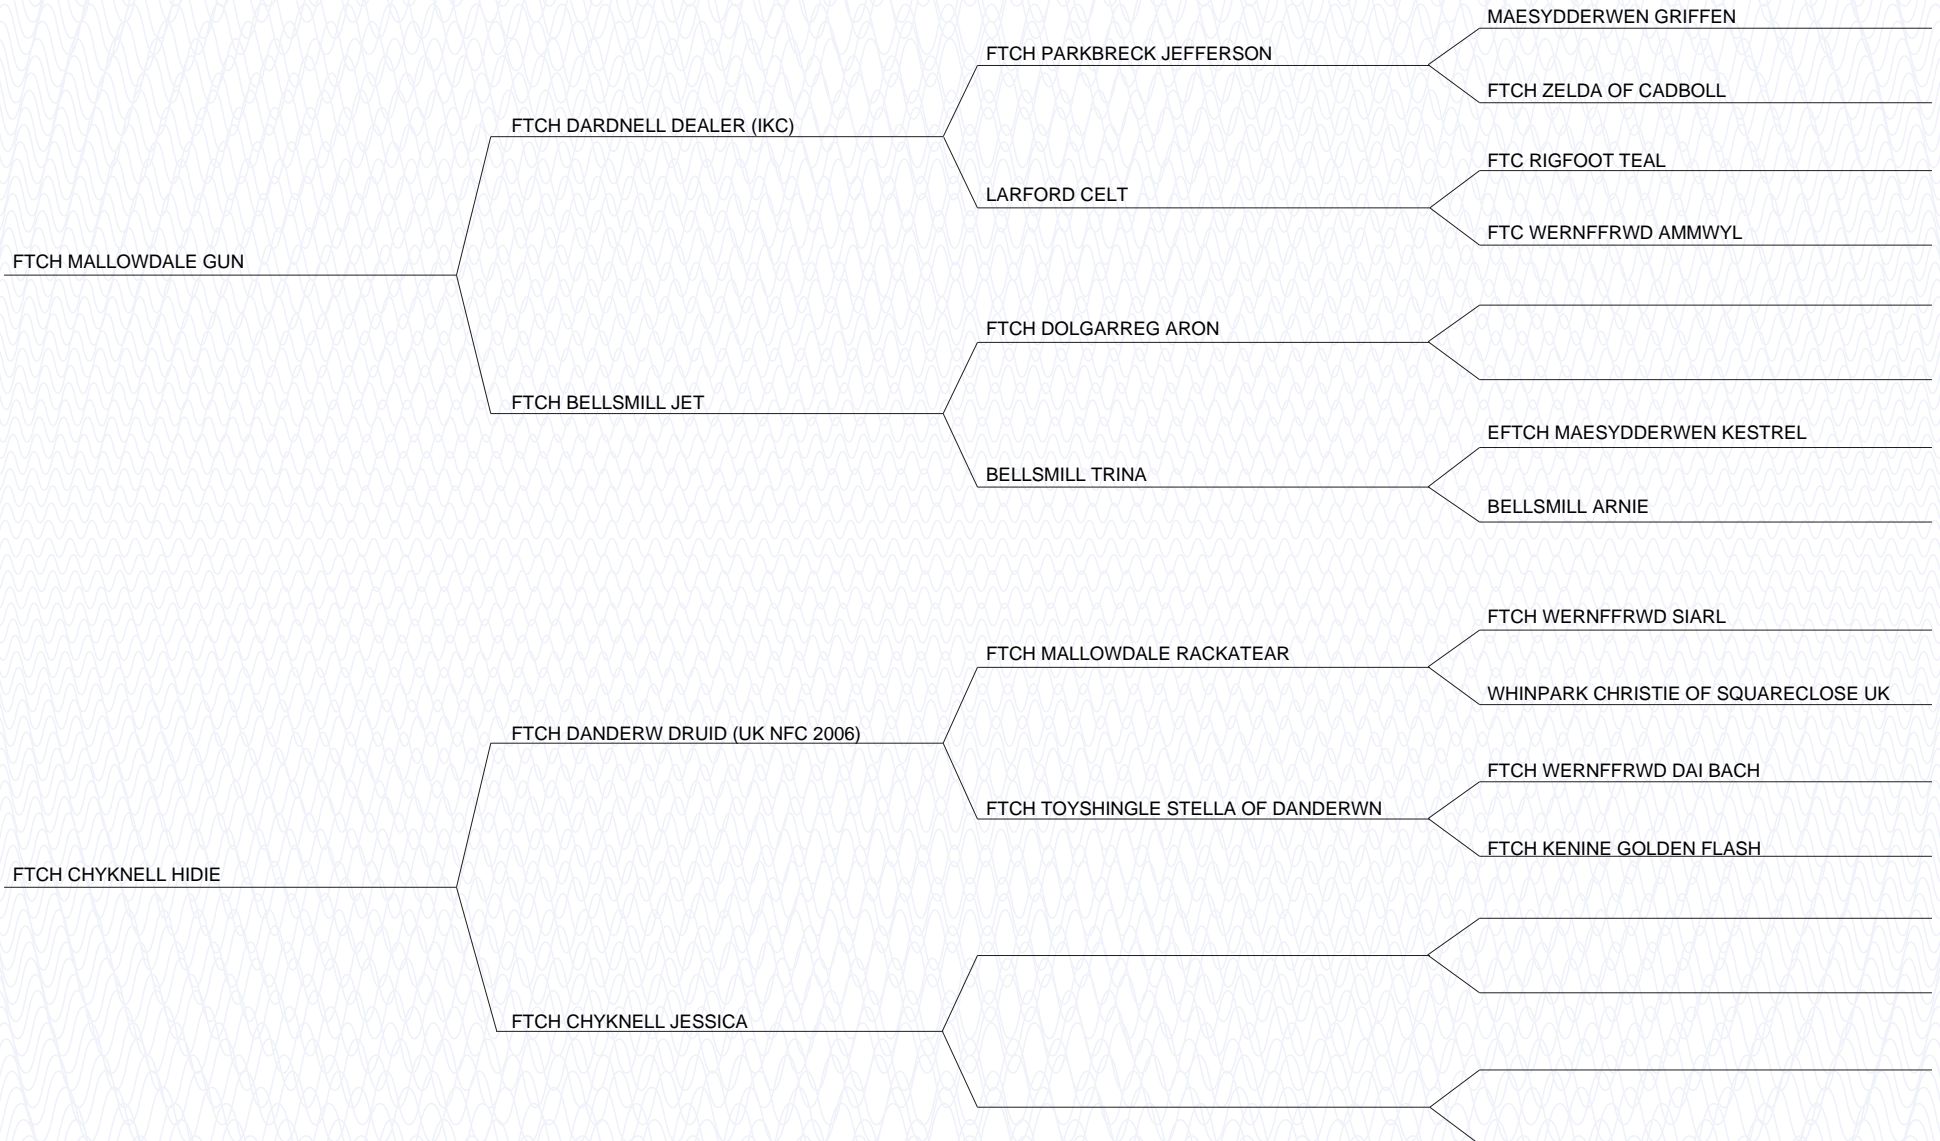 MAESYDDERWEN GRIFFEN
FTCH PARKBRECK JEFFERSON
FTCH ZELDA OF CADBOLL
FTCH DARDNELL DEALER (IKC)
FTC RIGFOOT TEAL
LARFORD CELT
FTC WERNFFRWD AMMWYL
FTCH MALLOWDALE GUN
FTCH DOLGARREG ARON
FTCH BELLSMILL JET
EFTCH MAESYDDERWEN KESTREL
BELLSMILL TRINA
BELLSMILL ARNIE
FTCH WERNFFRWD SIARL
FTCH MALLOWDALE RACKATEAR
WHINPARK CHRISTIE OF SQUARECLOSE UK
FTCH DANDERW DRUID (UK NFC 2006)
FTCH WERNFFRWD DAI BACH
FTCH TOYSHINGLE STELLA OF DANDERWN
FTCH KENINE GOLDEN FLASH
FTCH CHYKNELL HIDIE
FTCH CHYKNELL JESSICA